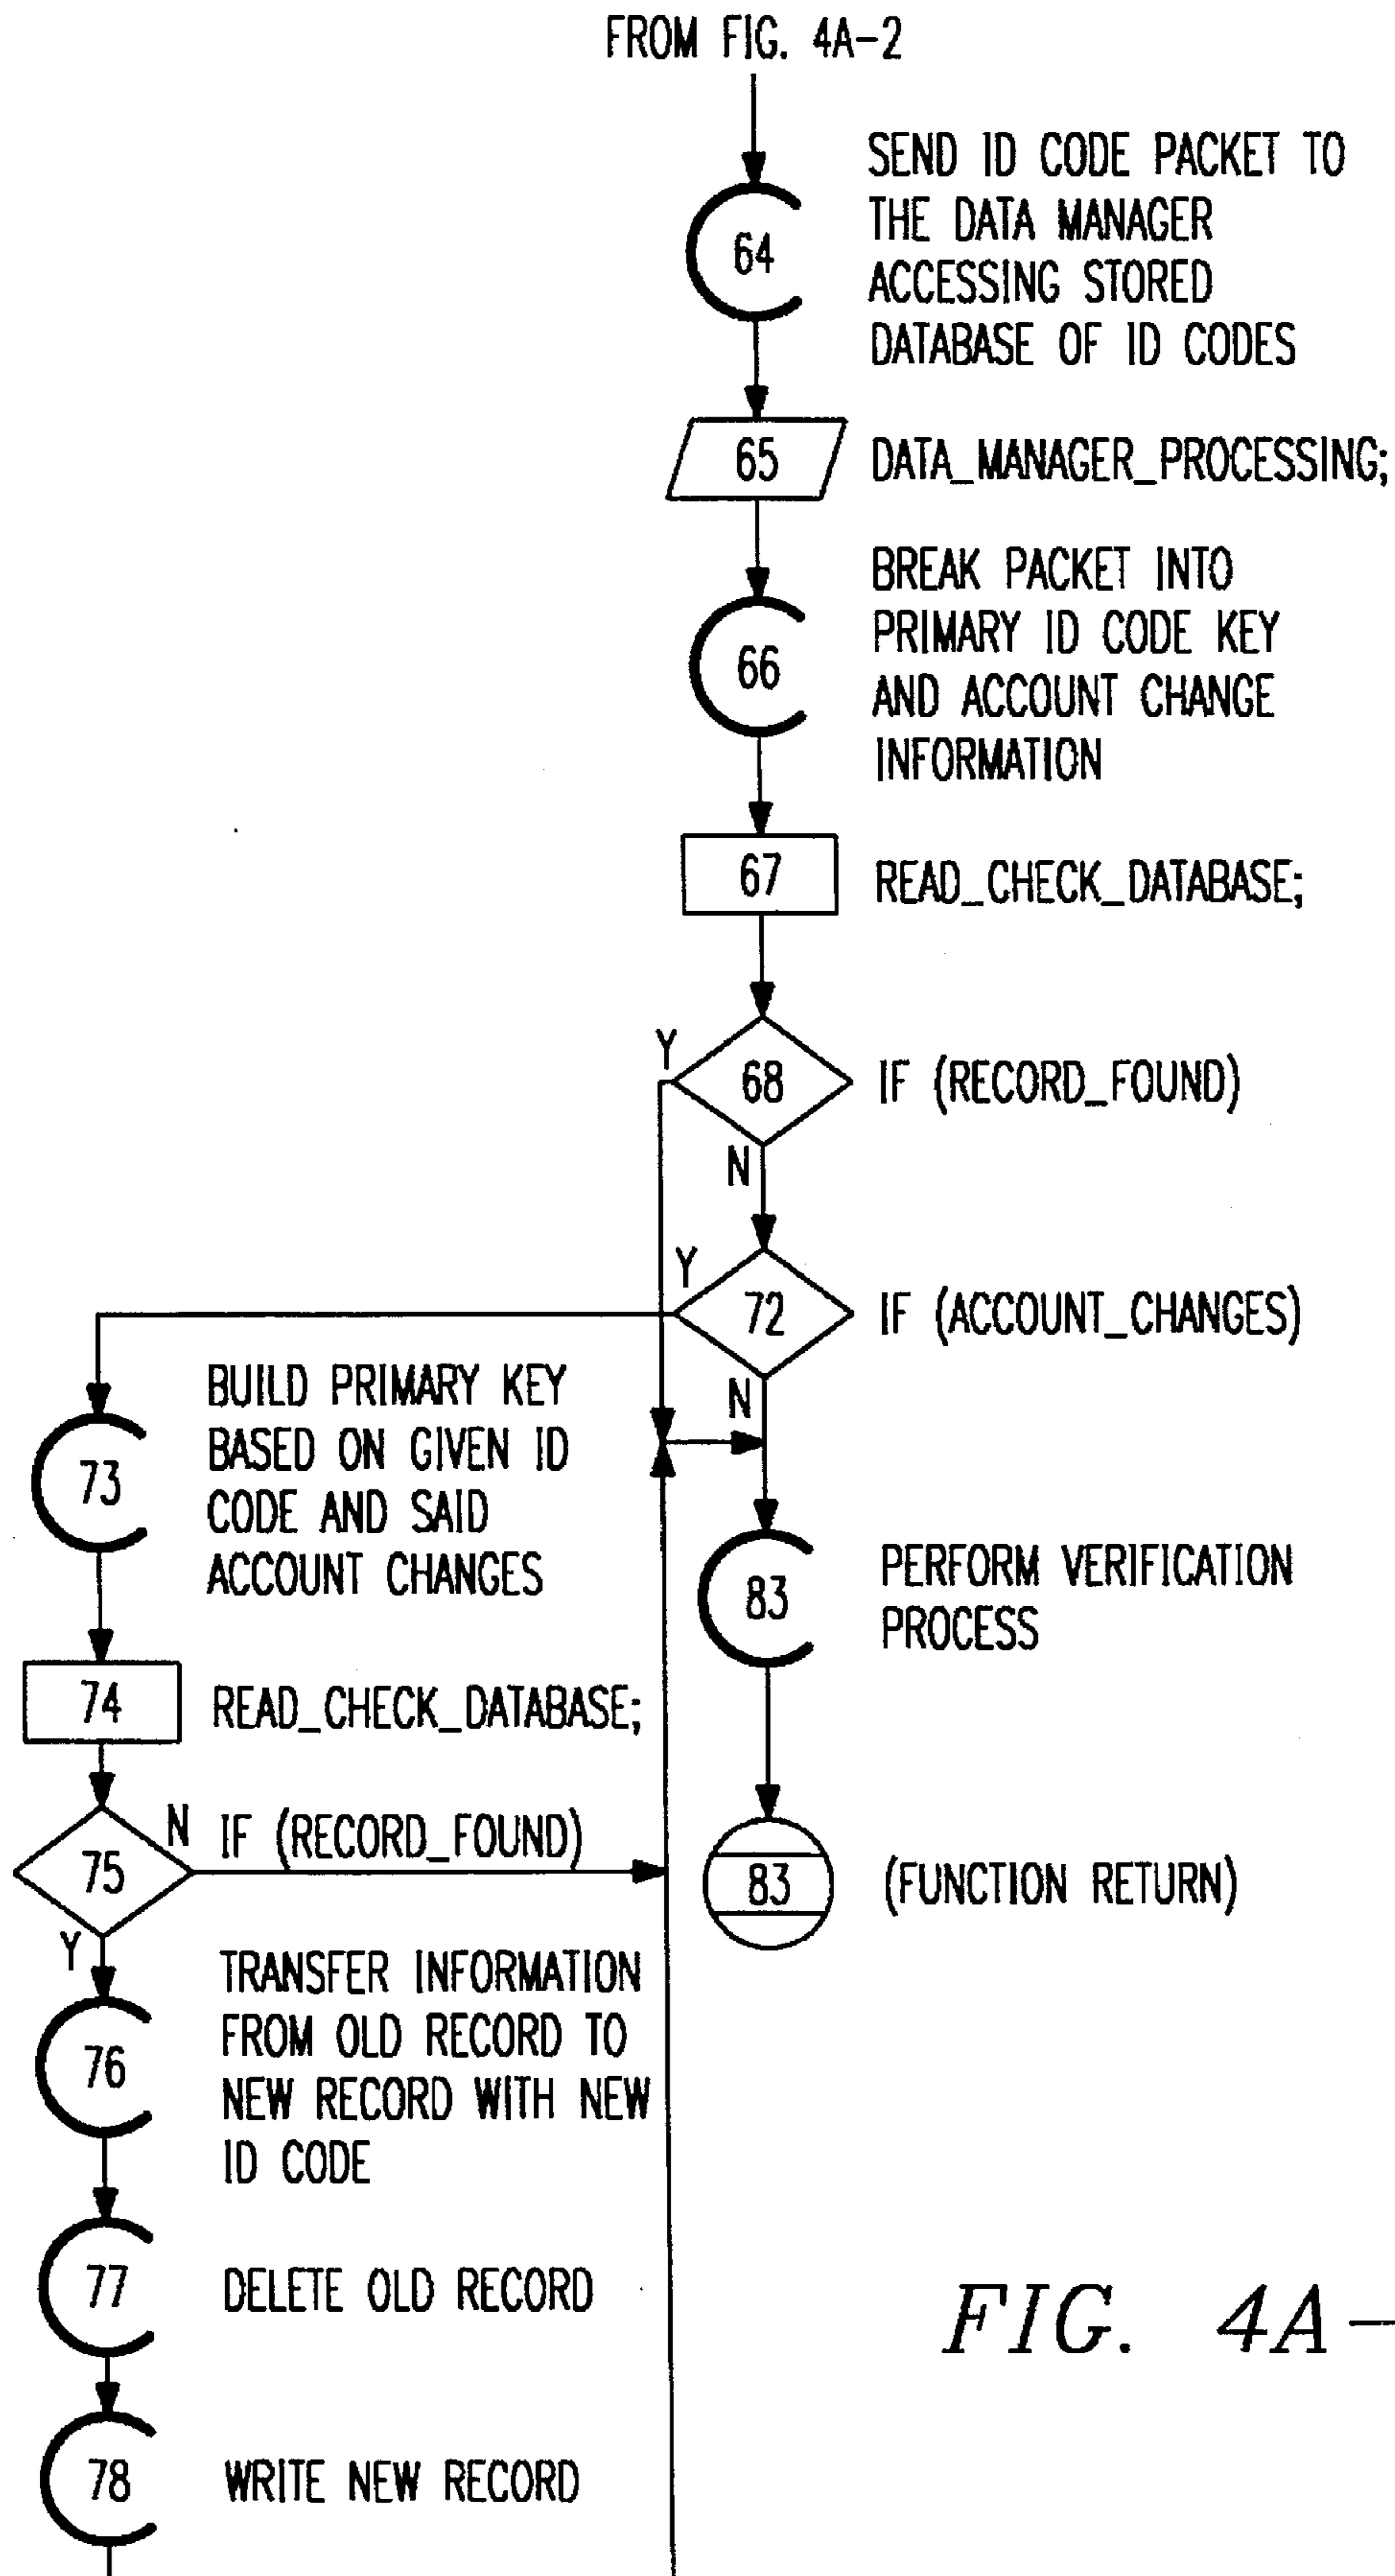 FROM FIG. 4A-2
64
SEND ID CODE PACKET TO
THE DATA MANAGER
ACCESSING STORED
DATABASE OF ID CODES
65
DATA_MANAGER_PROCESSING;
66
BREAK PACKET INTO
PRIMARY ID CODE KEY
AND ACCOUNT CHANGE
INFORMATION
67
READ_CHECK_DATABASE;
Y
68
IF (RECORD_FOUND)
N
Y
72
IF (ACCOUNT_CHANGES)
N
73
BUILD PRIMARY KEY
BASED ON GIVEN ID
CODE AND SAID
ACCOUNT CHANGES
83
PERFORM VERIFICATION
PROCESS
74
READ_CHECK_DATABASE;
75
N
IF (RECORD_FOUND)
Y
83
(FUNCTION RETURN)
76
TRANSFER INFORMATION
FROM OLD RECORD TO
NEW RECORD WITH NEW
ID CODE
77
DELETE OLD RECORD
FIG. 4A-
78
WRITE NEW RECORD